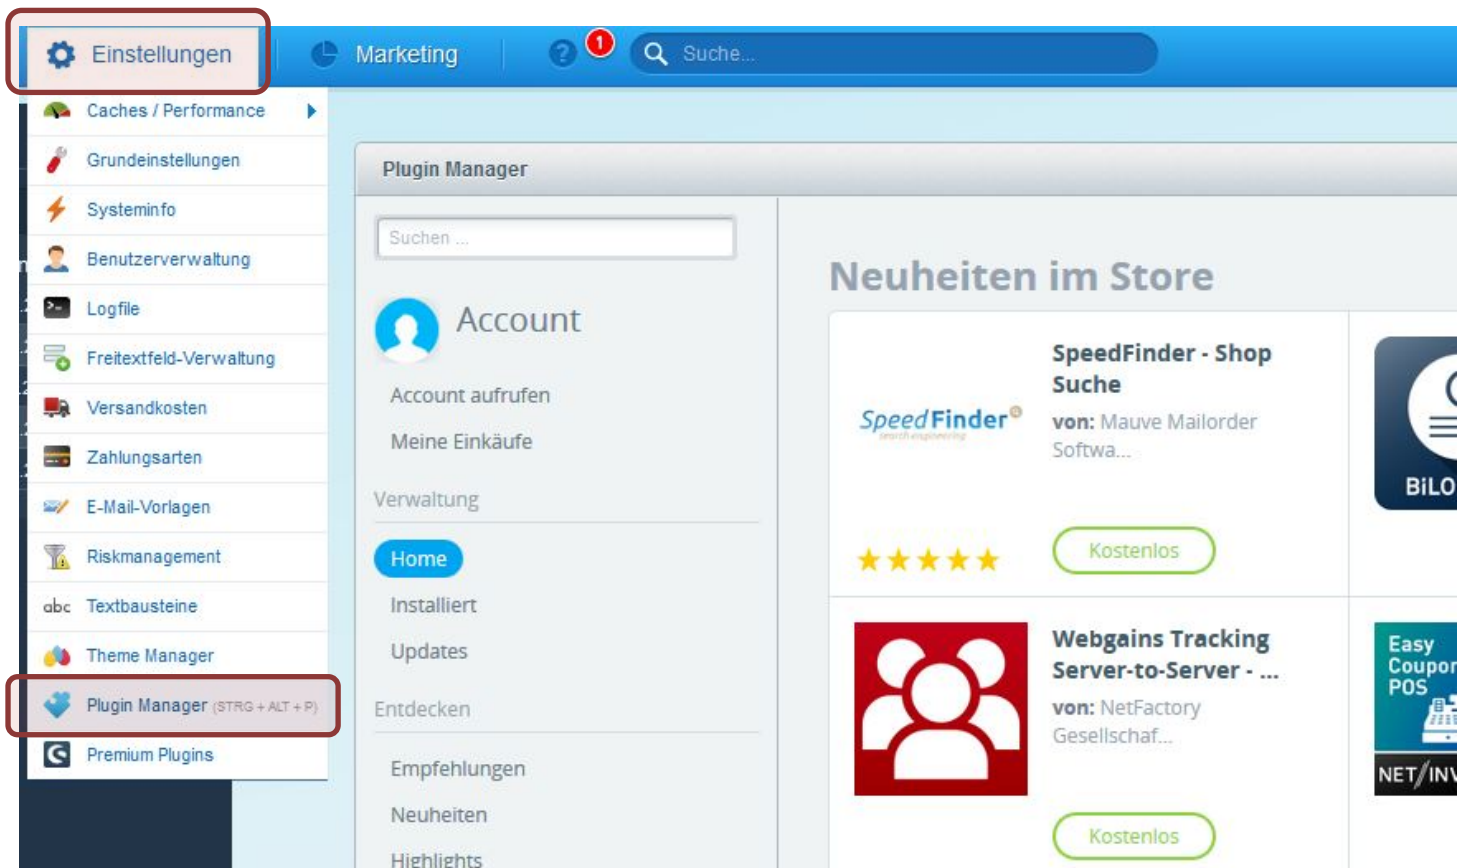 Einstellungen
Marketing
? 1
Suche...
Caches / Performance
Grundeinstellungen
Systeminfo
Benutzerverwaltung
Logfile
Freitextfeld-Verwaltung
Versandkosten
Zahlungsarten
E-Mail-Vorlagen
Riskmanagement
abc Textbausteine
Theme Manager
Plugin Manager (STRG + ALT + P)
Premium Plugins
Plugin Manager
Suchen ...
Account
Account aufrufen
Meine Einkäufe
Verwaltung
Home
Installiert
Updates
Entdecken
Empfehlungen
Neuheiten
Highlights
Neuheiten im Store
SpeedFinder
search engineering
SpeedFinder - Shop
Suche
von: Mauve Mailorder
Softwa...
Kostenlos
BiLO
Webgains Tracking
Server-to-Server - ...
von: NetFactory
Gesellschaf...
Kostenlos
Easy
Coupon
POS
NET/INV